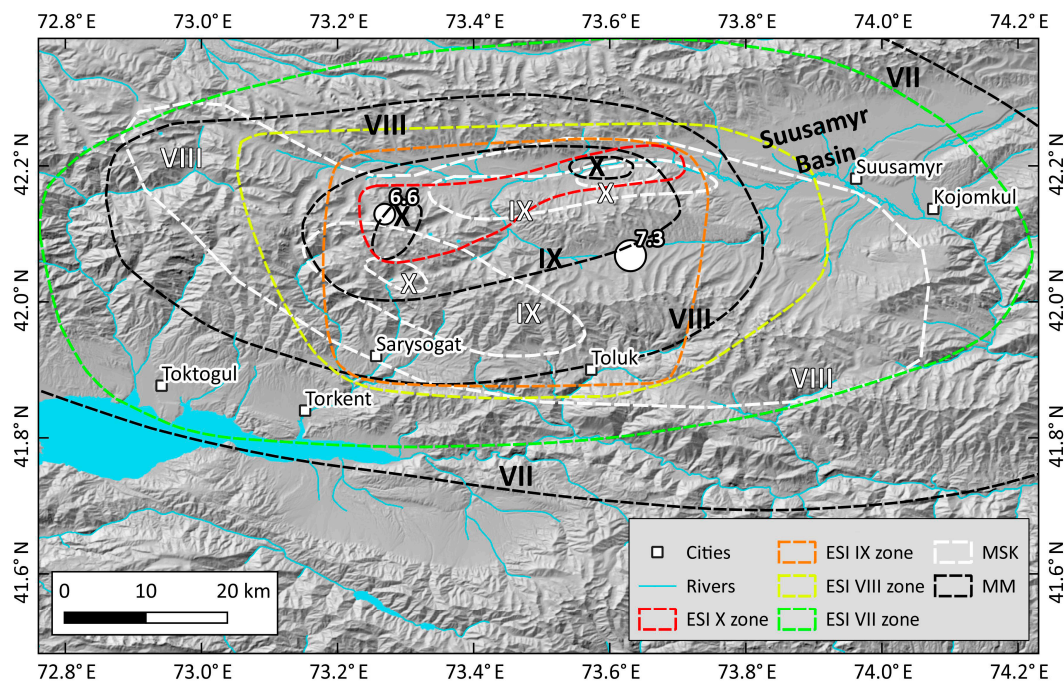 72.8° E 73.0° E 73.2° E 73.4° E 73.6° E 73.8° E 74.0° E 74.2° E
VII
VIII
Suusamyr
Basin
VIII
X
Suusamyr
42.2° N
42.2° N
X
Kojomkul
6.6
X
IX
7.3
IX
X
42.0° N
42.0° N
IX
VIII
Sarysogat
Toluk
Toktogul
VIII
Torkent
41.8° N
41.8° N
VII
0 10 20 km
Cities
ESI IX zone
MSK
Rivers
ESI VIII zone
MM
ESI X zone
ESI VII zone
41.6° N
41.6° N
72.8° E 73.0° E 73.2° E 73.4° E 73.6° E 73.8° E 74.0° E 74.2° E